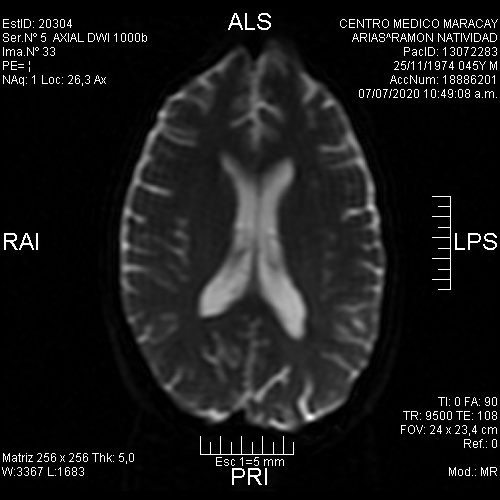 ALS
EstID: 20304
Ser.Nº 5 AXIAL DWI 1000b
Ima.Nº 33
PE= ¦
NAq: 1 Loc: 26,3 Ax
CENTRO MEDICO MARACAY
ARIAS^RAMON NATIVIDAD
PacID: 13072283
25/11/1974 045Y M
AccNum: 18886201
07/07/2020 10:49:08 a.m.
RAI
LPS
Matriz 256 x 256 Thk: 5,0
W:3367 L:1683
Esc 1=5 mm
PRI
TI: 0 FA: 90
TR: 9500 TE: 108
FOV: 24 x 23,4 cm
Ref.: 0
Mod.: MR